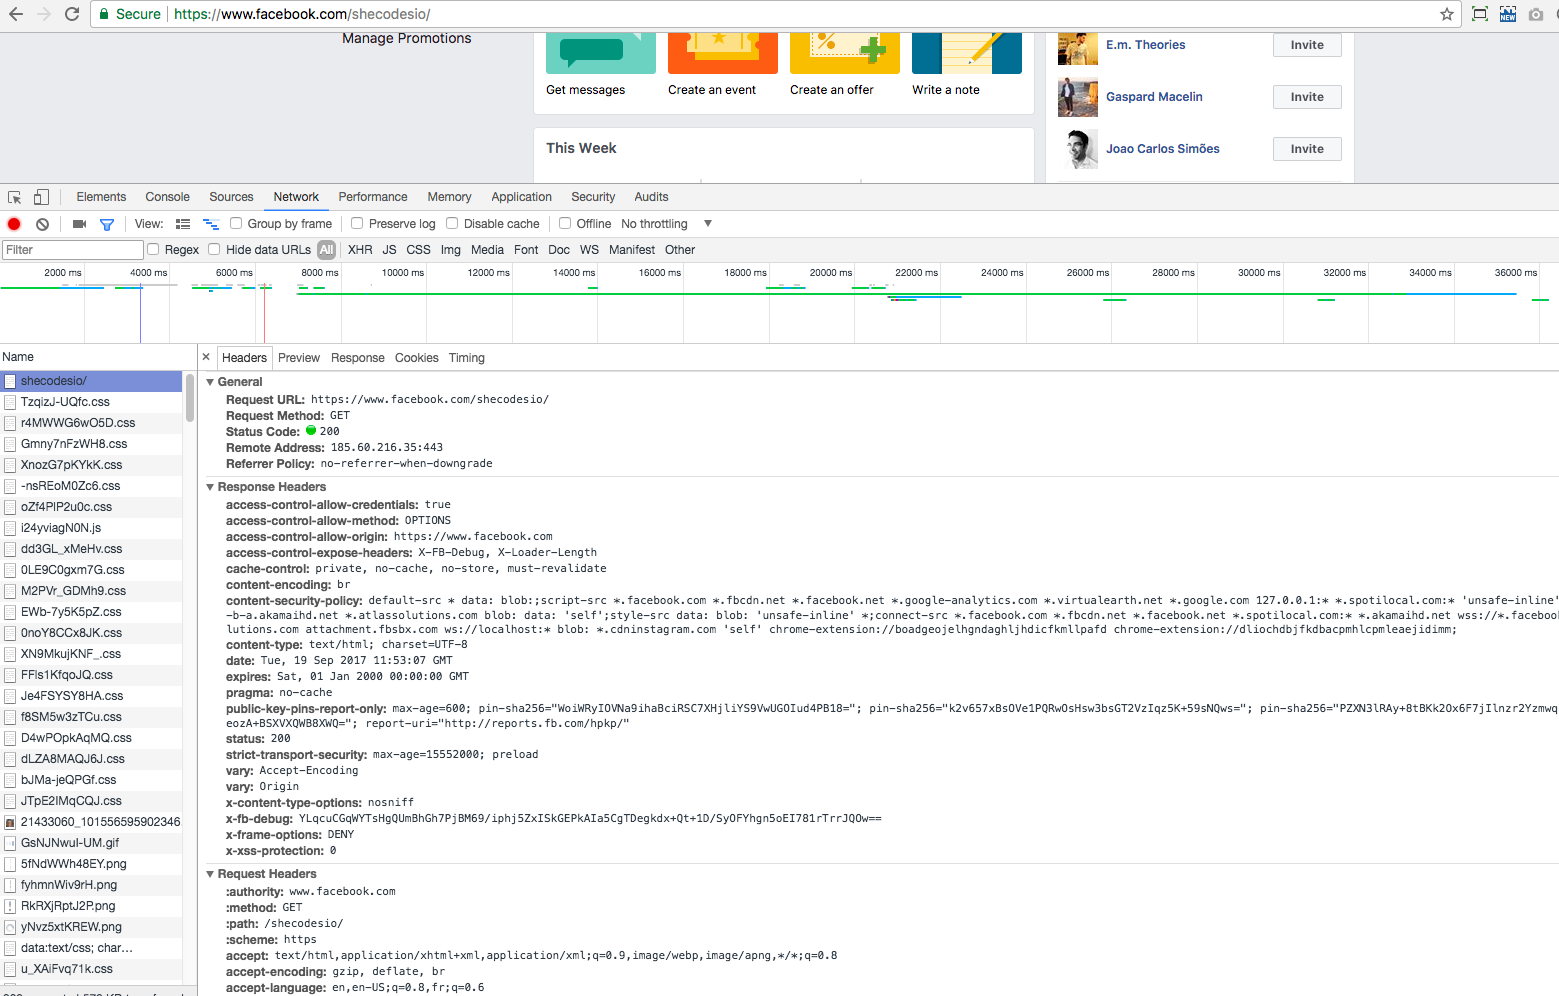 Secure https://www.facebook.com/shecodesio/
NEW
Manage Promotions
Get messages Create an event Create an offer Write a note
E.m. Theories Invite
Gaspard Macelin Invite
Joao Carlos Simões Invite
This Week
Elements Console Sources Network Performance Memory Application Security Audits
View: Group by frame Preserve log Disable cache Offline No throttling
Filter Regex Hide data URLs All XHR JS CSS Img Media Font Doc WS Manifest Other
2000 ms 4000 ms 6000 ms 8000 ms 10000 ms 12000 ms 14000 ms 16000 ms 18000 ms 20000 ms 22000 ms 24000 ms 26000 ms 28000 ms 30000 ms 32000 ms 34000 ms 36000 ms
Name
shecodesio/
TzqizJ-UQfc.css
r4MWWG6wO5D.css
Gmny7nFzWH8.css
XnozG7pKYkK.css
-nsREoM0Zc6.css
oZf4PIP2u0c.css
i24yviagN0N.js
dd3GL_xMeHv.css
0LE9C0gxm7G.css
M2PVr_GDMh9.css
EWb-7y5K5pZ.css
0noY8CCx8JK.css
XN9MkujKNF_.css
FFls1KfqoJQ.css
Je4FSYSY8HA.css
f8SM5w3zTCu.css
D4wPOpkAqMQ.css
dLZA8MAQJ6J.css
bJMa-jeQPGf.css
JTpE2IMqCQJ.css
21433060_101556595902346
GsNJNwuI-UM.gif
5fNdWWh48EY.png
fyhmnWiv9rH.png
RkRXjRptJ2P.png
yNvz5xtKREW.png
data:text/css; char…
u_XAiFvq71k.css
× Headers Preview Response Cookies Timing
General
Request URL: https://www.facebook.com/shecodesio/
Request Method: GET
Status Code: 200
Remote Address: 185.60.216.35:443
Referrer Policy: no-referrer-when-downgrade
Response Headers
access-control-allow-credentials: true
access-control-allow-method: OPTIONS
access-control-allow-origin: https://www.facebook.com
access-control-expose-headers: X-FB-Debug, X-Loader-Length
cache-control: private, no-cache, no-store, must-revalidate
content-encoding: br
content-security-policy: default-src * data: blob:;script-src *.facebook.com *.fbcdn.net *.facebook.net *.google-analytics.com *.virtualearth.net *.google.com 127.0.0.1:* *.spotilocal.com:* 'unsafe-inline'
-b-a.akamaihd.net *.atlassolutions.com blob: data: 'self';style-src data: blob: 'unsafe-inline' *;connect-src *.facebook.com *.fbcdn.net *.facebook.net *.spotilocal.com:* *.akamaihd.net wss://*.facebook
lutions.com attachment.fbsbx.com ws://localhost:* blob: *.cdninstagram.com 'self' chrome-extension://boadgeojelhgndaghljhdicfkmllpafd chrome-extension://dliochdbjfkdbacpmhlcpmleaejidimm;
content-type: text/html; charset=UTF-8
date: Tue, 19 Sep 2017 11:53:07 GMT
expires: Sat, 01 Jan 2000 00:00:00 GMT
pragma: no-cache
public-key-pins-report-only: max-age=600; pin-sha256="WoiWRyIOVNa9ihaBciRSC7XHjliYS9VwUGOIud4PB18="; pin-sha256="k2v657xBsOVe1PQRwOsHsw3bsGT2VzIqz5K+59sNQws="; pin-sha256="PZXN3lRAy+8tBKk2Ox6F7jIlnzr2Yzmwq
eozA+BSXVXQWB8XWQ="; report-uri="http://reports.fb.com/hpkp/"
status: 200
strict-transport-security: max-age=15552000; preload
vary: Accept-Encoding
vary: Origin
x-content-type-options: nosniff
x-fb-debug: YLqcuCGqWYTsHgQUmBhGh7PjBM69/iphj5ZxISkGEPkAIa5CgTDegkdx+Qt+1D/SyOFYhgn5oEI781rTrrJQOw==
x-frame-options: DENY
x-xss-protection: 0
Request Headers
:authority: www.facebook.com
:method: GET
:path: /shecodesio/
:scheme: https
accept: text/html,application/xhtml+xml,application/xml;q=0.9,image/webp,image/apng,*/*;q=0.8
accept-encoding: gzip, deflate, br
accept-language: en,en-US;q=0.8,fr;q=0.6